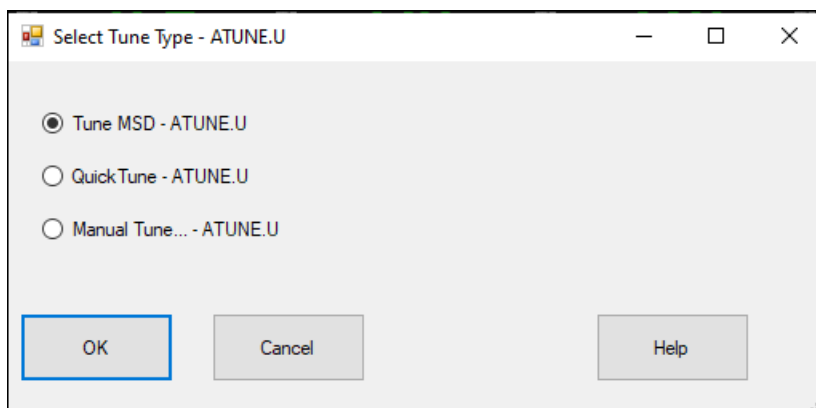 Select Tune Type - ATUNE.U
Tune MSD - ATUNE.U
QuickTune - ATUNE.U
Manual Tune... - ATUNE.U
OK Cancel Help